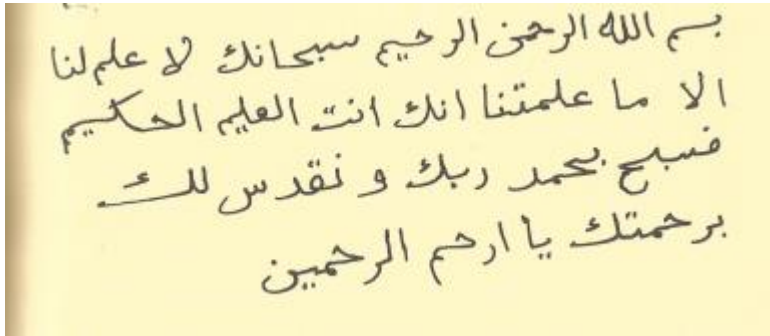 بسم الله الرحمن الرحيم سبحانك لا علم لنا
الا ما علمتنا انك انت العليم الحكيم
فسبح بحمد ربك و نقدس لك
برحمتك يا ارحم الرحمين